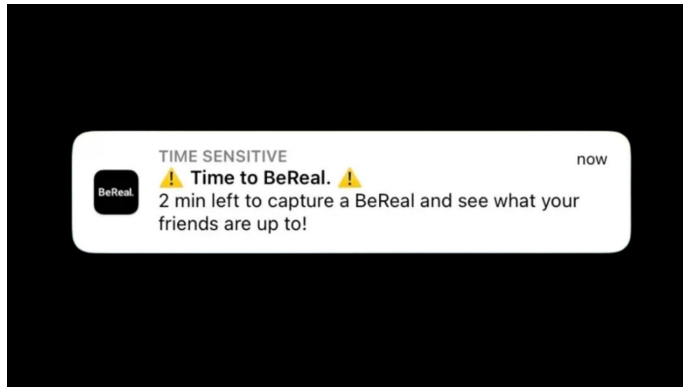 TIME SENSITIVE
now
⚠️ Time to BeReal. ⚠️
BeReal.
2 min left to capture a BeReal and see what your
friends are up to!